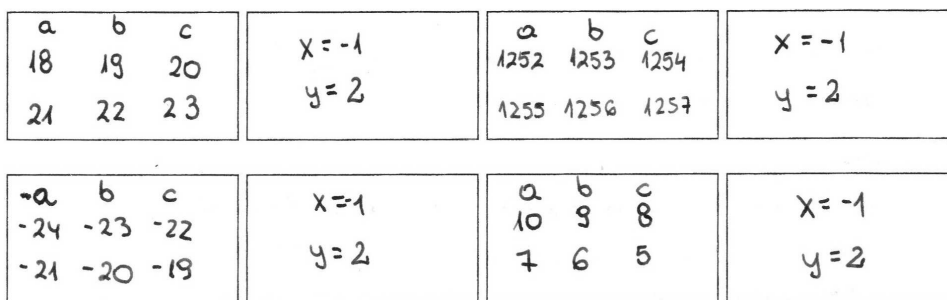 a b c
18 19 20
21 22 23
x = -1
y = 2
a b c
1252 1253 1254
1255 1256 1257
x = -1
y = 2
-a b c
-24 -23 -22
-21 -20 -19
x = -1
y = 2
a b c
10 9 8
7 6 5
x = -1
y = 2